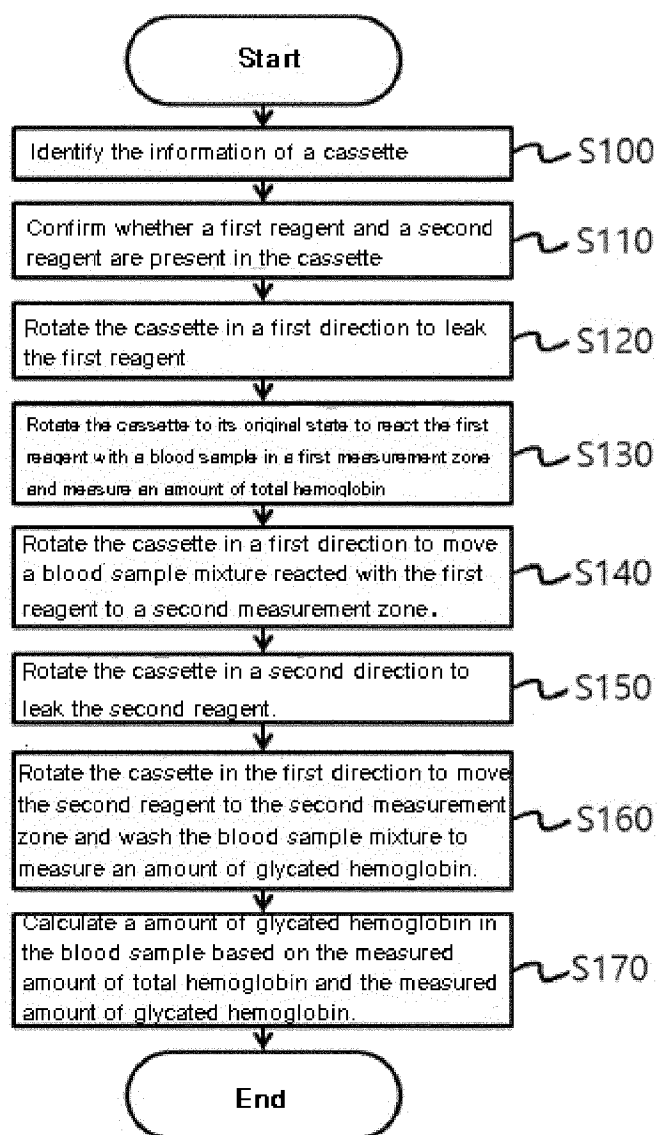 Start
Identify the information of a cassette
S100
Confirm whether a first reagent and a second
reagent are present in the cassette
S110
Rotate the cassette in a first direction to leak
the first reagent
S120
Rotate the cassette to its original state to react the first
reagent with a blood sample in a first measurement zone
and measure an amount of total hemoglobin
S130
Rotate the cassette in a first direction to move
a blood sample mixture reacted with the first
reagent to a second measurement zone.
S140
Rotate the cassette in a second direction to
leak the second reagent.
S150
Rotate the cassette in the first direction to move
the second reagent to the second measurement
zone and wash the blood sample mixture to
measure an amount of glycated hemoglobin.
S160
Calculate a amount of glycated hemoglobin in
the blood sample based on the measured
amount of total hemoglobin and the measured
amount of glycated hemoglobin.
S170
End